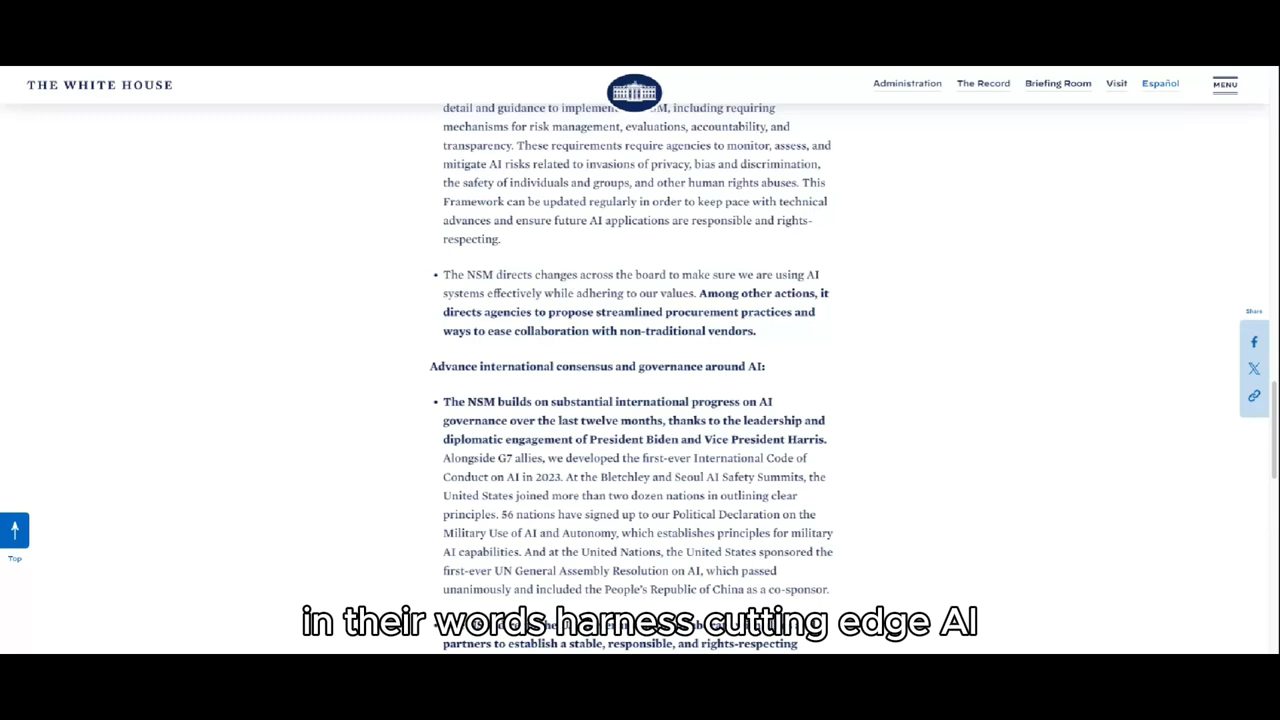 THE WHITE HOUSE
Administration The Record Briefing Room Visit Español MENU
detail and guidance to implemen M, including requiring
mechanisms for risk management, evaluations, accountability, and
transparency. These requirements require agencies to monitor, assess, and
mitigate AI risks related to invasions of privacy, bias and discrimination,
the safety of individuals and groups, and other human rights abuses. This
Framework can be updated regularly in order to keep pace with technical
advances and ensure future AI applications are responsible and rights-
respecting.
• The NSM directs changes across the board to make sure we are using AI
systems effectively while adhering to our values. Among other actions, it
directs agencies to propose streamlined procurement practices and
ways to ease collaboration with non-traditional vendors.
Advance international consensus and governance around AI:
• The NSM builds on substantial international progress on AI
governance over the last twelve months, thanks to the leadership and
diplomatic engagement of President Biden and Vice President Harris.
Alongside G7 allies, we developed the first-ever International Code of
Conduct on AI in 2023. At the Bletchley and Seoul AI Safety Summits, the
United States joined more than two dozen nations in outlining clear
principles. 56 nations have signed up to our Political Declaration on the
Military Use of AI and Autonomy, which establishes principles for military
AI capabilities. And at the United Nations, the United States sponsored the
first-ever UN General Assembly Resolution on AI, which passed
unanimously and included the People's Republic of China as a co-sponsor.
in their words harness cutting edge AI
partners to establish a stable, responsible, and rights-respecting
Share
Top